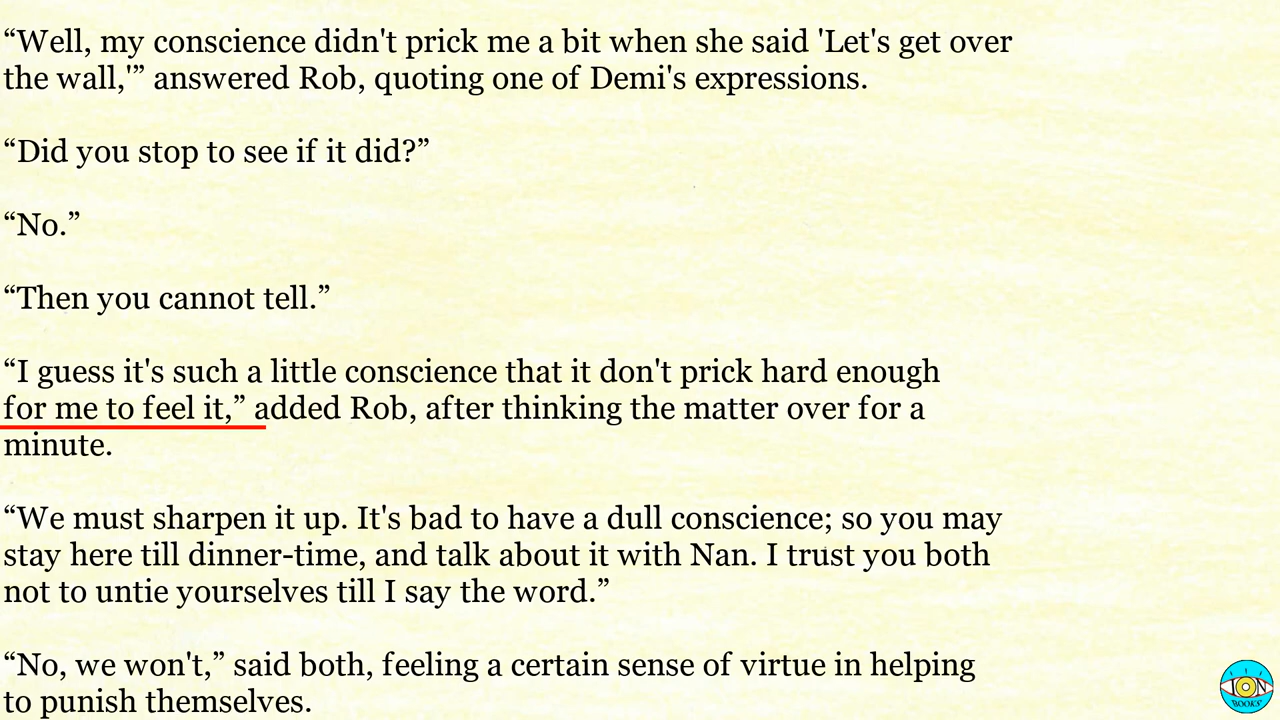 “Well, my conscience didn't prick me a bit when she said 'Let's get over
the wall,'” answered Rob, quoting one of Demi's expressions.
“Did you stop to see if it did?”
“No.”
“Then you cannot tell.”
“I guess it's such a little conscience that it don't prick hard enough
for me to feel it,” added Rob, after thinking the matter over for a
minute.
“We must sharpen it up. It's bad to have a dull conscience; so you may
stay here till dinner-time, and talk about it with Nan. I trust you both
not to untie yourselves till I say the word.”
“No, we won't,” said both, feeling a certain sense of virtue in helping
to punish themselves.
ION
BOOKS